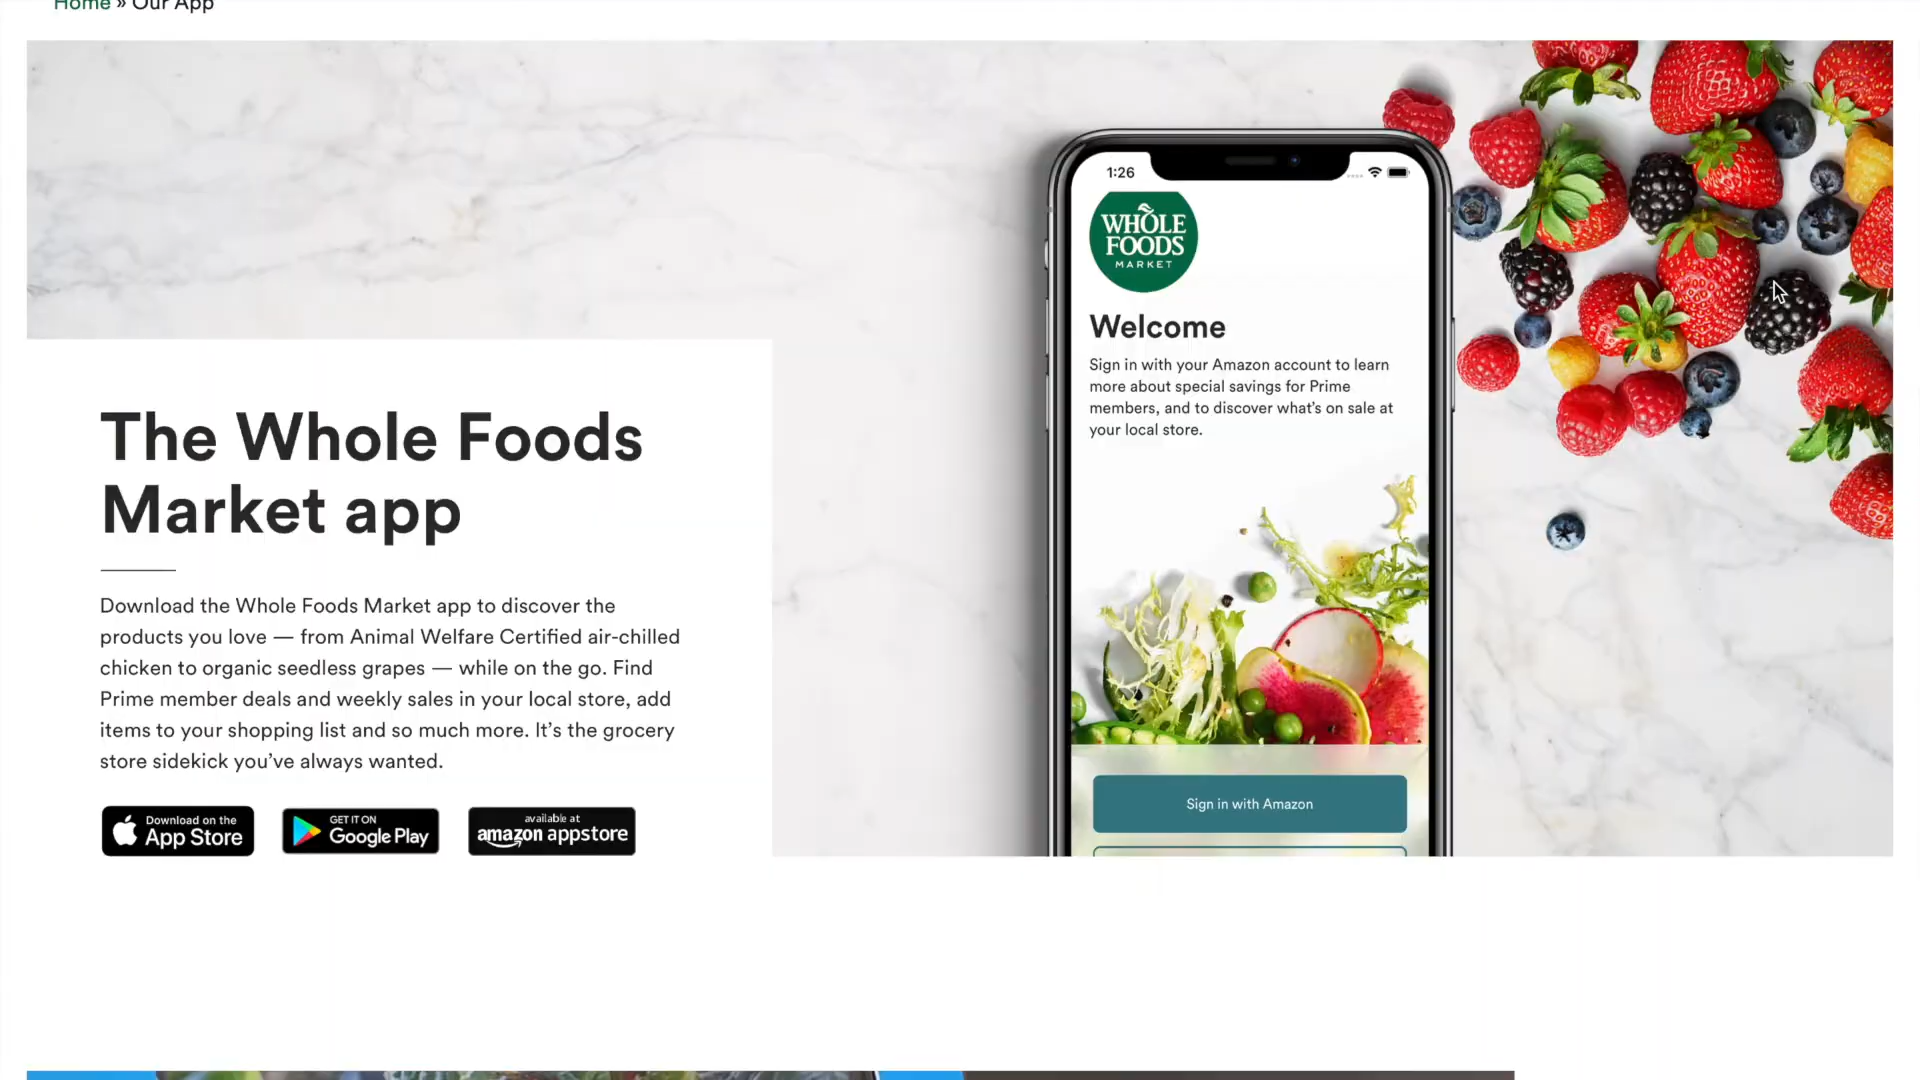 Home » Our App
1:26
WHOLE
FOODS
MARKET
Welcome
Sign in with your Amazon account to learn
more about special savings for Prime
members, and to discover what's on sale at
your local store.
Sign in with Amazon
The Whole Foods
Market app
Download the Whole Foods Market app to discover the
products you love — from Animal Welfare Certified air-chilled
chicken to organic seedless grapes — while on the go. Find
Prime member deals and weekly sales in your local store, add
items to your shopping list and so much more. It's the grocery
store sidekick you've always wanted.
Download on the
App Store
GET IT ON
Google Play
available at
amazon appstore